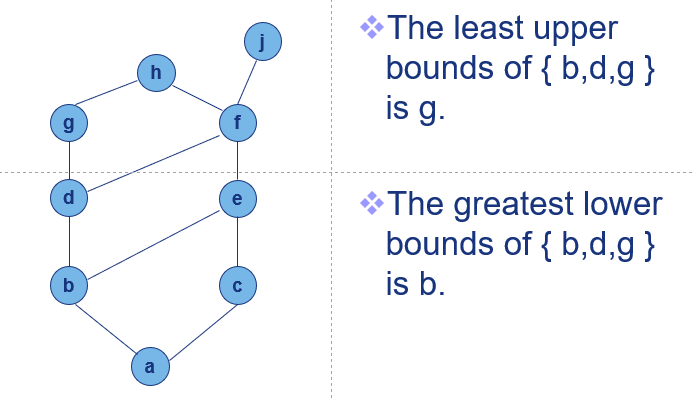 j
h
g
f
d
e
b
c
a
The least upper
bounds of { b,d,g }
is g.
The greatest lower
bounds of { b,d,g }
is b.